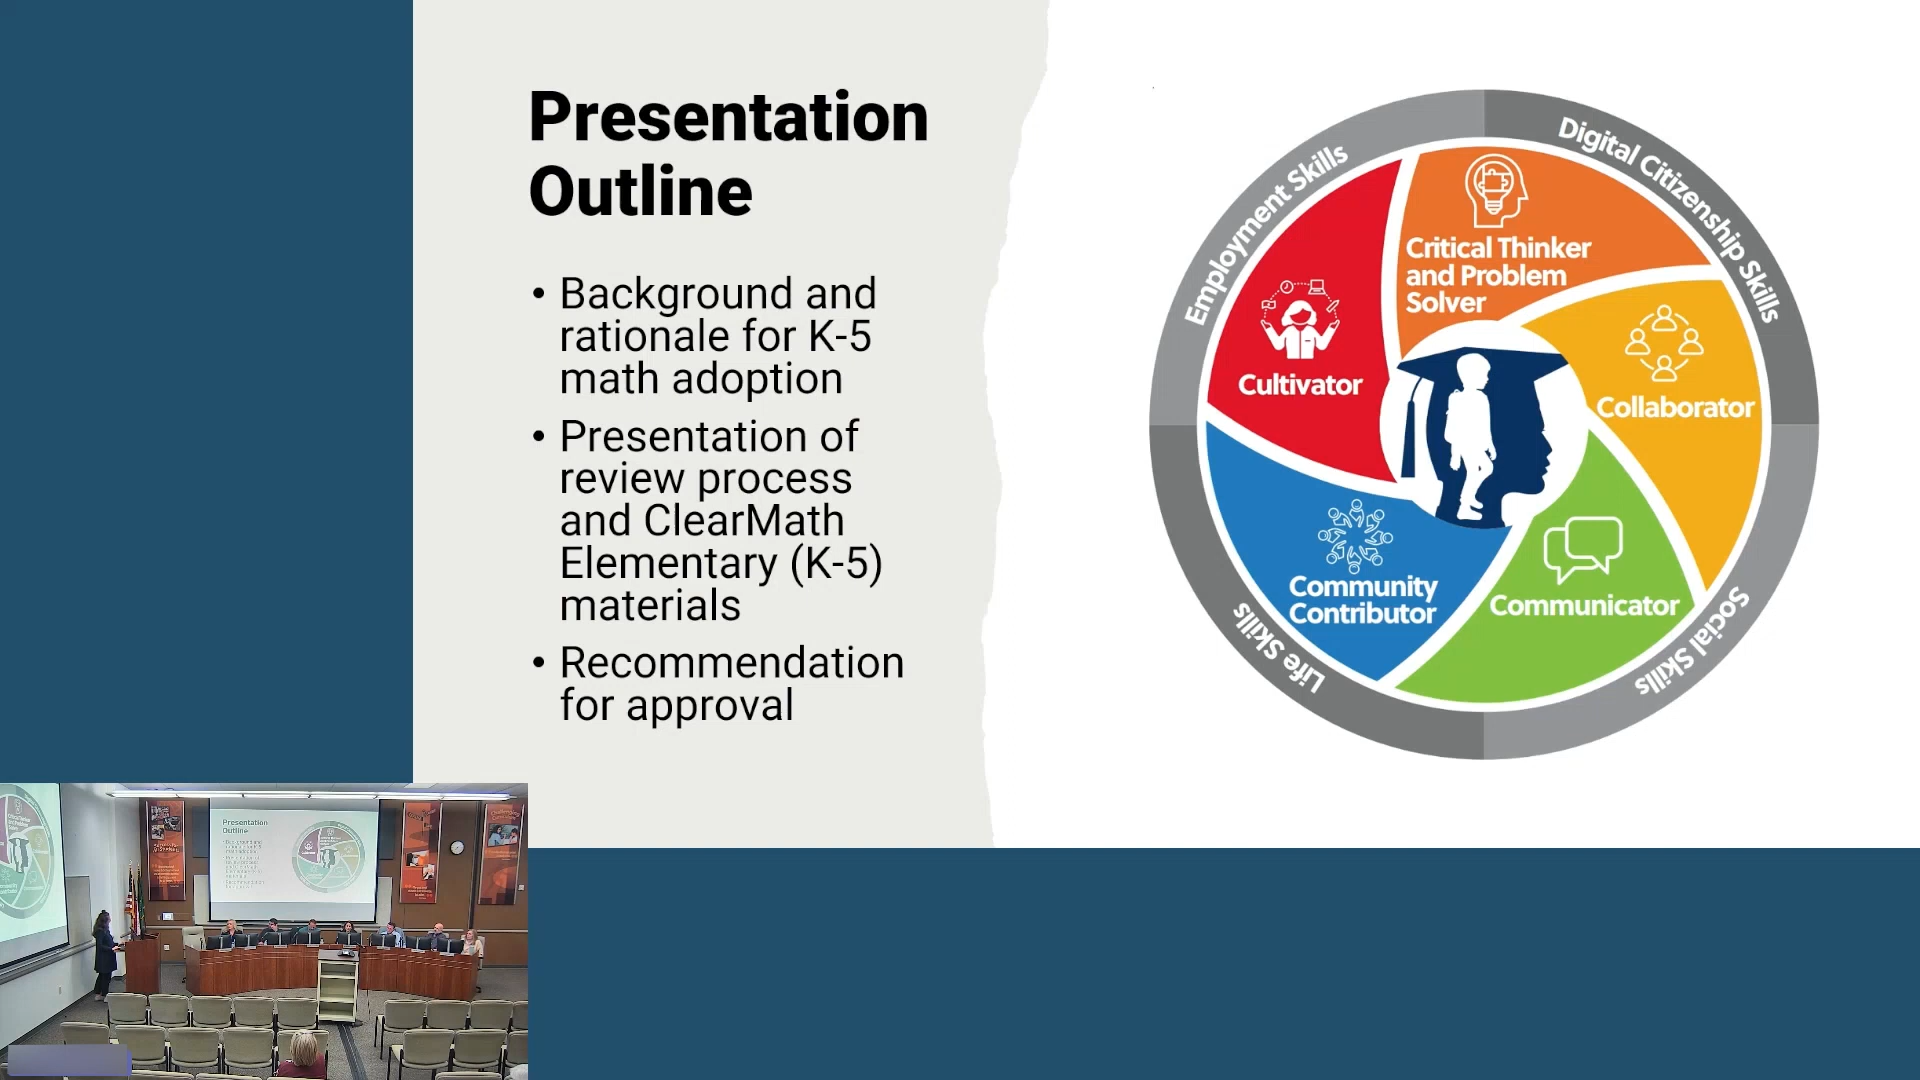 Presentation
Outline
• Background and
rationale for K-5
math adoption
• Presentation of
review process
and ClearMath
Elementary (K-5)
materials
• Recommendation
for approval
Employment Skills
Digital Citizenship Skills
Critical Thinker
and Problem
Solver
Cultivator
Collaborator
Community
Contributor
Communicator
Life Skills
Social Skills
Presentation
Outline